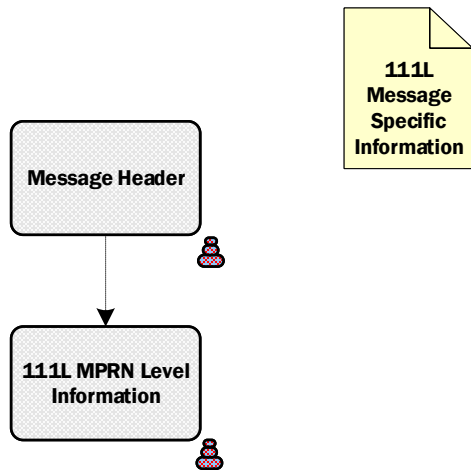 111L
Message
Specific
Information
Message Header
111L MPRN Level
Information